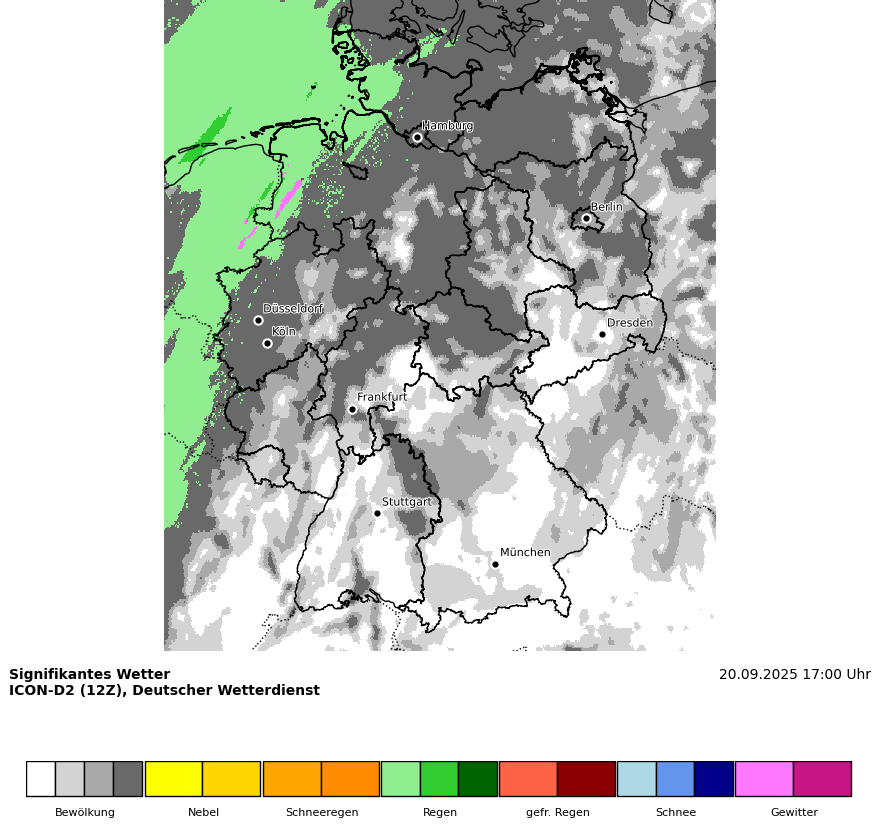 Hamburg
Berlin
Düsseldorf
Köln
Dresden
Frankfurt
Stuttgart
München
Signifikantes Wetter
20.09.2025 17:00 Uhr
ICON-D2 (12Z), Deutscher Wetterdienst
Bewölkung Nebel Schneeregen Regen gefr. Regen Schnee Gewitter